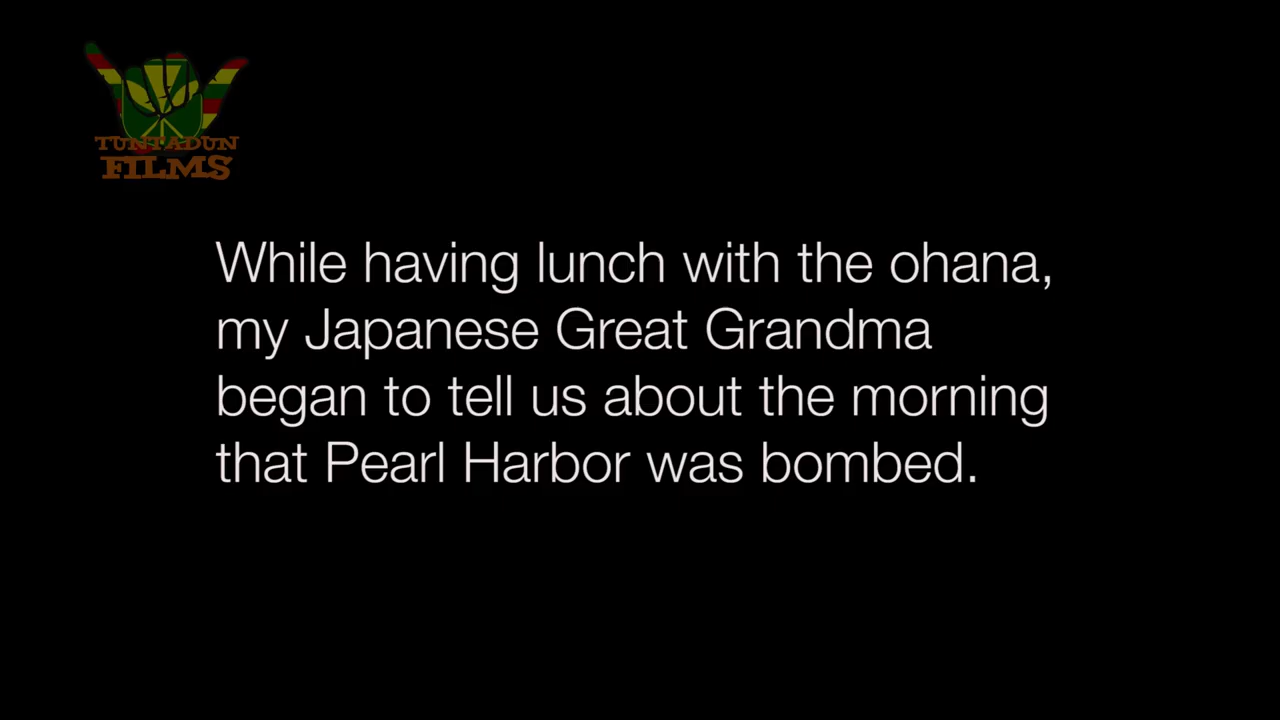 TUNTADUN
FILMS
While having lunch with the ohana,
my Japanese Great Grandma
began to tell us about the morning
that Pearl Harbor was bombed.